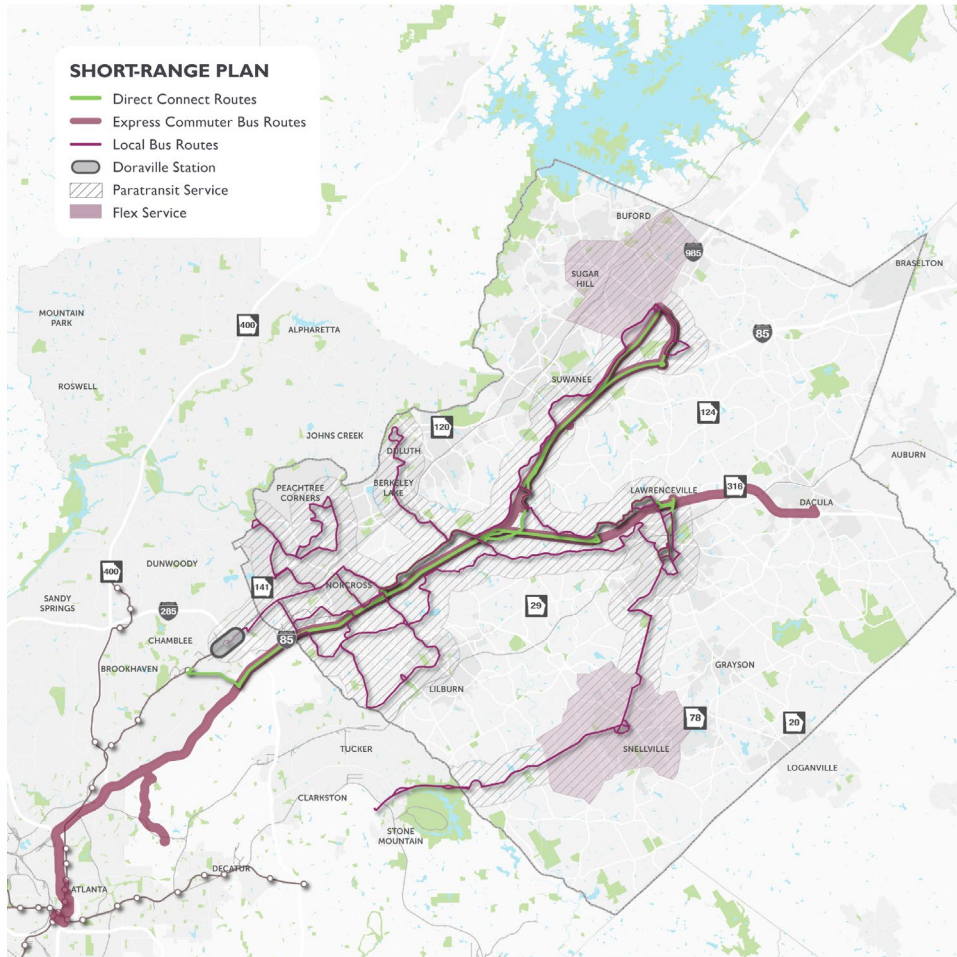 SHORT-RANGE PLAN
Direct Connect Routes
Express Commuter Bus Routes
Local Bus Routes
Doraville Station
Paratransit Service
Flex Service
BUFORD
985
SUGAR
HILL
BRASELTON
MOUNTAIN
PARK
400
ALPHARETTA
85
SUWANEE
ROSWELL
124
120
JOHNS CREEK
DULUTH
AUBURN
BERKELEY
LAKE
PEACHTREE
CORNERS
LAWRENCEVILLE
316
DACULA
DUNWOODY
400
141
NORCROSS
SANDY
SPRINGS
285
29
CHAMBLEE
85
BROOKHAVEN
GRAYSON
LILBURN
78
20
TUCKER
SNELLVILLE
LOGANVILLE
CLARKSTON
STONE
MOUNTAIN
DECATUR
ATLANTA